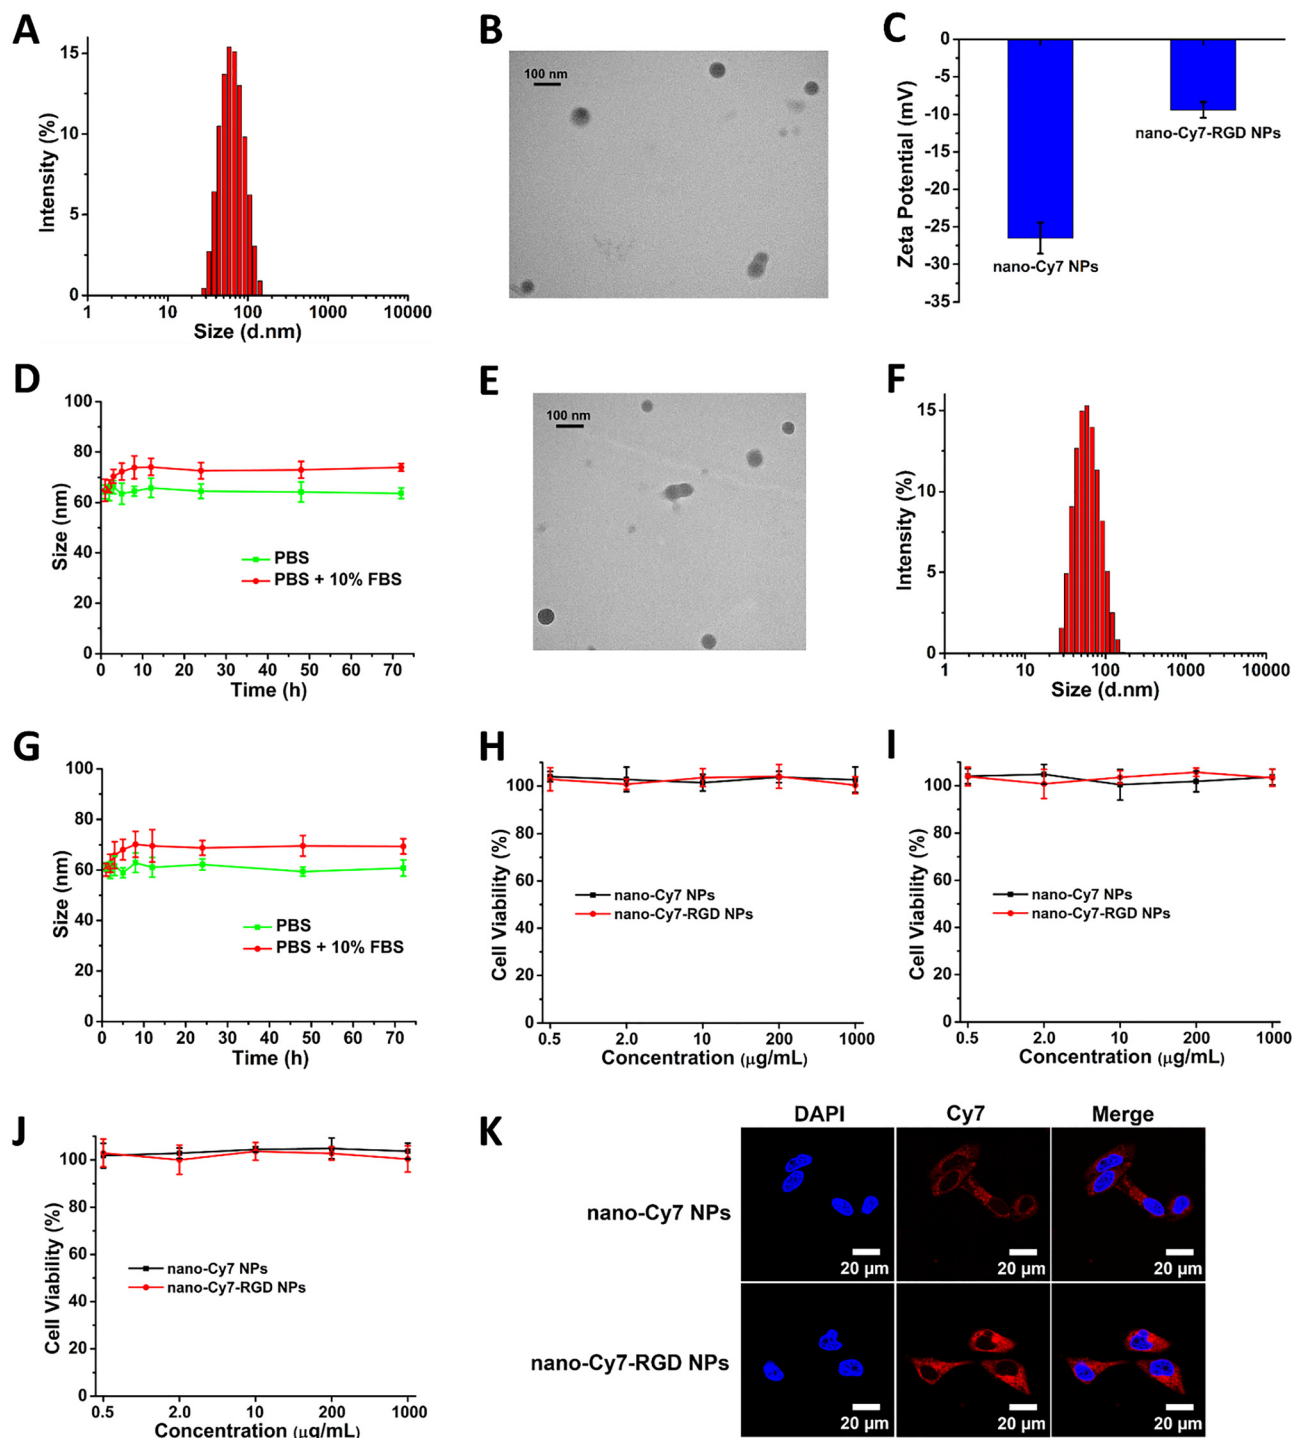 A
15
10
5
0
Intensity (%)
1
10
100
1000
10000
Size (d.nm)
B
100 nm
C
0
-5
-10
-15
-20
-25
-30
-35
Zeta Potential (mV)
nano-Cy7-RGD NPs
nano-Cy7 NPs
D
100
80
60
40
20
0
Size (nm)
PBS
PBS + 10% FBS
0 10 20 30 40 50 60 70
Time (h)
E
100 nm
F
15
10
5
0
Intensity (%)
1
10
100
1000
10000
Size (d.nm)
G
100
80
60
40
20
0
Size (nm)
PBS
PBS + 10% FBS
0 10 20 30 40 50 60 70
Time (h)
H
100
80
60
40
20
0
Cell Viability (%)
nano-Cy7 NPs
nano-Cy7-RGD NPs
0.5 2.0 10 200 1000
Concentration (μg/mL)
I
100
80
60
40
20
0
Cell Viability (%)
nano-Cy7 NPs
nano-Cy7-RGD NPs
0.5 2.0 10 200 1000
Concentration (μg/mL)
J
100
80
60
40
20
0
Cell Viability (%)
nano-Cy7 NPs
nano-Cy7-RGD NPs
0.5 2.0 10 200 1000
Concentration (μg/mL)
K
DAPI Cy7 Merge
nano-Cy7 NPs
20 μm 20 μm 20 μm
nano-Cy7-RGD NPs
20 μm 20 μm 20 μm